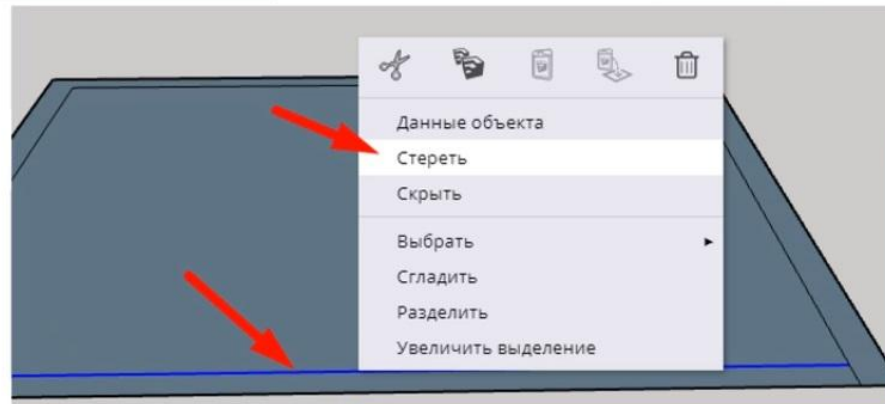 Данные объекта
Стереть
Скрыть
Выбрать
Сгладить
Разделить
Увеличить выделение